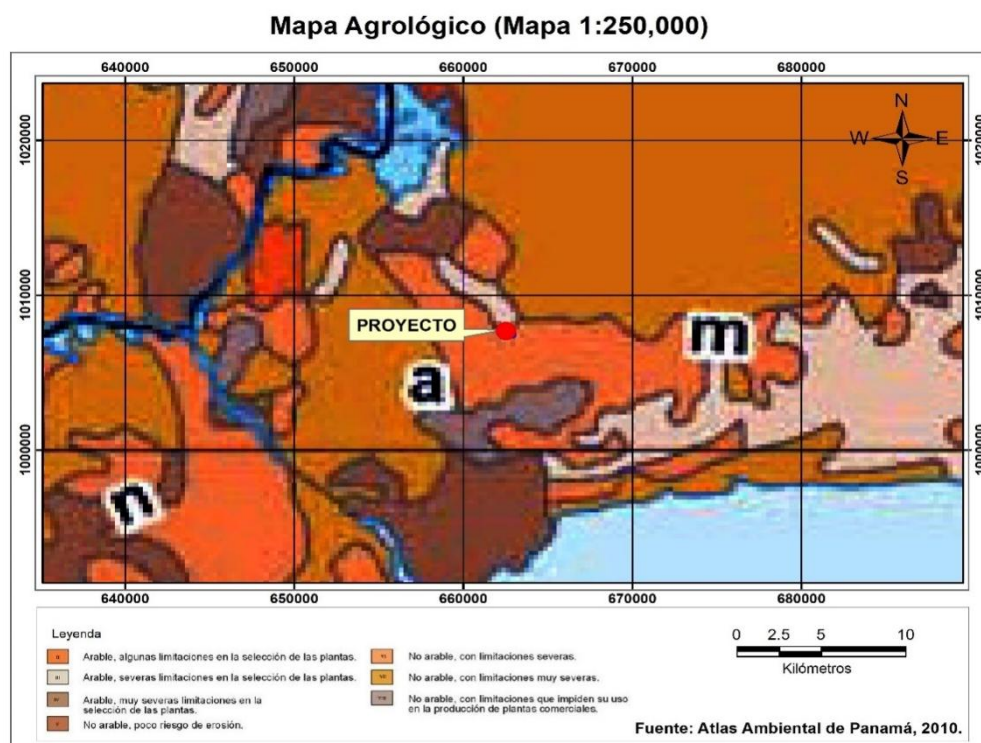 Mapa Agrológico (Mapa 1:250,000)
640000 650000 660000 670000 680000
1020000 1020000
N
W E
S
1010000 1010000
PROYECTO
m
a
1000000 1000000
n
640000 650000 660000 670000 680000
Leyenda
Arable, algunas limitaciones en la selección de las plantas.
Arable, severas limitaciones en la selección de las plantas.
Arable, muy severas limitaciones en la
selección de las plantas.
No arable, poco riesgo de erosión.
No arable, con limitaciones severas.
No arable, con limitaciones muy severas.
No arable, con limitaciones que impiden su uso
en la producción de plantas comerciales.
0 2.5 5 10
Kilómetros
Fuente: Atlas Ambiental de Panamá, 2010.